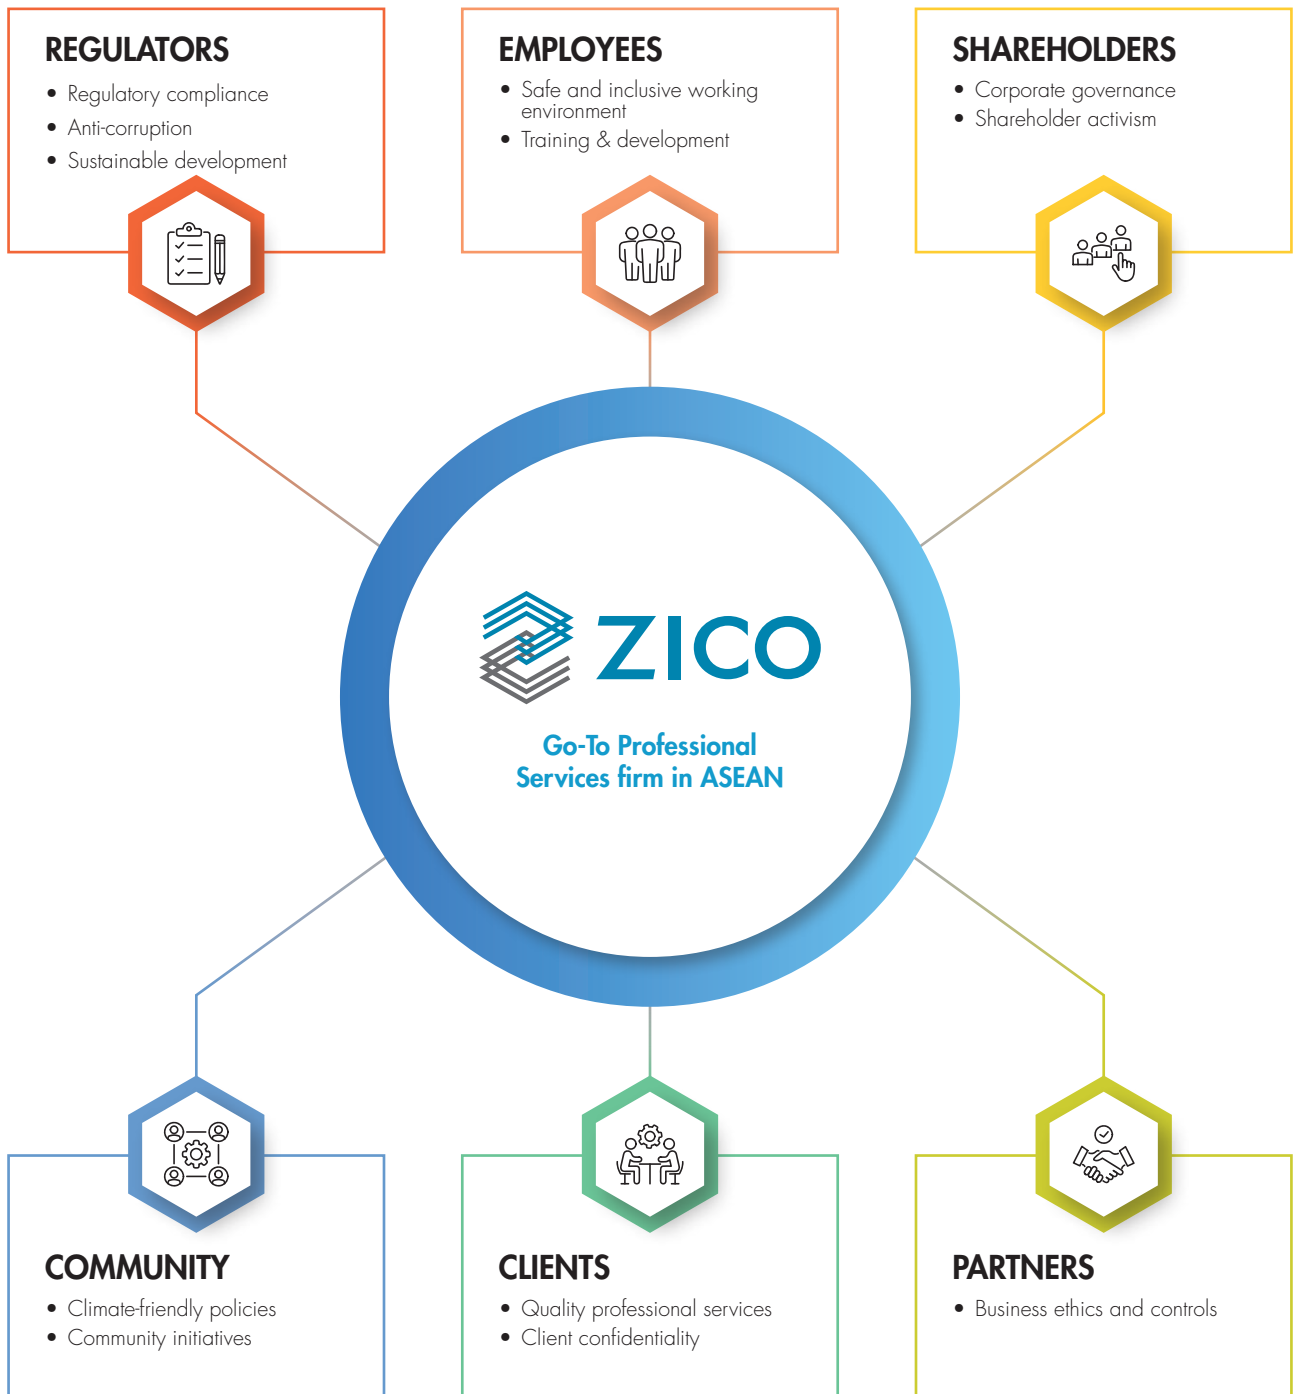 REGULATORS
• Regulatory compliance
• Anti-corruption
• Sustainable development
EMPLOYEES
• Safe and inclusive working
environment
• Training & development
SHAREHOLDERS
• Corporate governance
• Shareholder activism
ZICO
Go-To Professional
Services firm in ASEAN
COMMUNITY
• Climate-friendly policies
• Community initiatives
CLIENTS
• Quality professional services
• Client confidentiality
PARTNERS
• Business ethics and controls